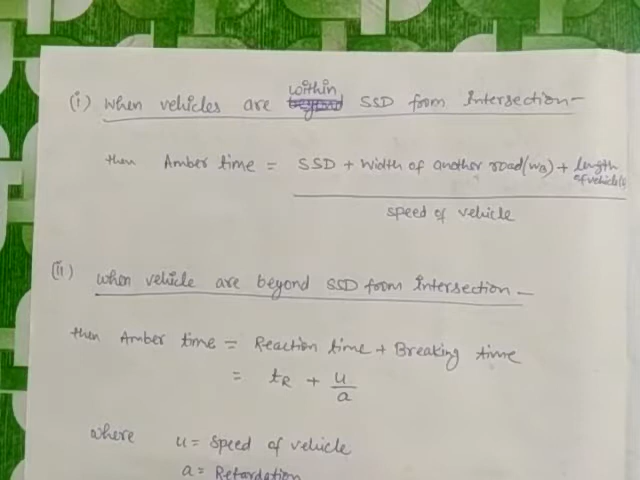 (i) When vehicles are within SSD from Intersection -
then Amber time = SSD + Width of another road(WB) + length of vehicle(l)
speed of vehicle
(ii) When vehicle are beyond SSD from Intersection -
then Amber time = Reaction time + Breaking time
= tR + u/a
where u = speed of vehicle
a = Retardation